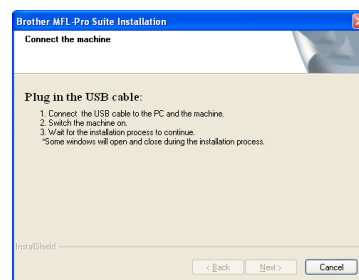 Brother MFL-Pro Suite Installation
Connect the machine
Plug in the USB cable:
1. Connect the USB cable to the PC and the machine.
2. Switch the machine on.
3. Wait for the installation process to continue.
*Some windows will open and close during the installation process.
InstallShield
< Back Next > Cancel